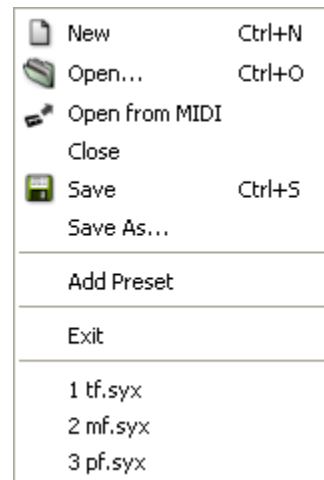 New Ctrl+N
Open... Ctrl+O
Open from MIDI
Close
Save Ctrl+S
Save As...
Add Preset
Exit
1 tf.syx
2 mf.syx
3 pf.syx